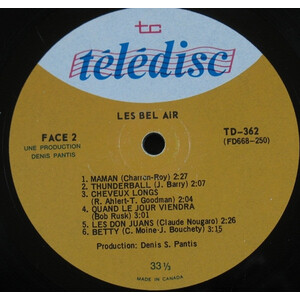 tc
télédisc
LES BEL AIR
FACE 2
UNE PRODUCTION
DENIS PANTIS
TD-362
(FD668-250)
1. MAMAN (Charron-Roy) 2:27
2. THUNDERBALL (J. Barry) 2:07
3. CHEVEUX LONGS
(R. Ahlert-T. Goodman) 2:24
4. QUAND LE JOUR VIENDRA
(Bob Rusk) 2:01
5. LES DON JUANS (Claude Nougaro) 2:26
6. BETTY (C. Moine-J. Bouchety) 3:15
Production: Denis S. Pantis
33 ⅓
MADE IN CANADA